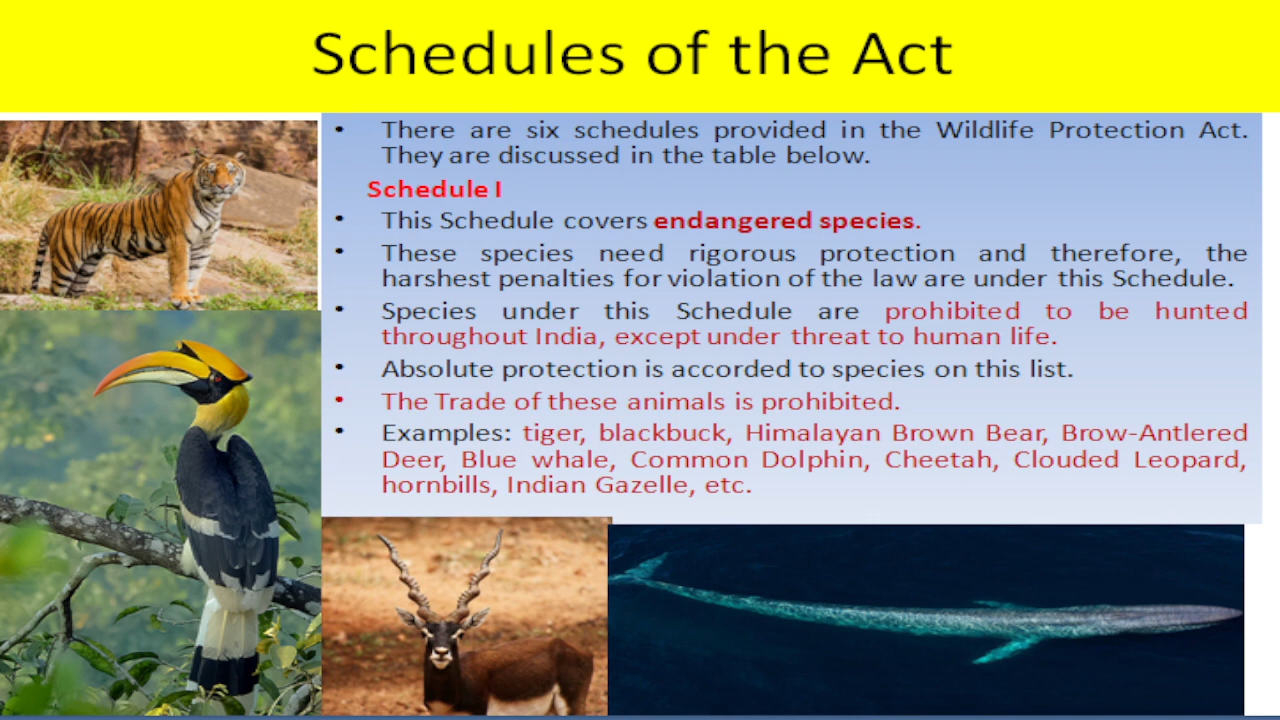 Schedules of the Act
• There are six schedules provided in the Wildlife Protection Act.
They are discussed in the table below.
Schedule I
• This Schedule covers endangered species.
• These species need rigorous protection and therefore, the
harshest penalties for violation of the law are under this Schedule.
• Species under this Schedule are prohibited to be hunted
throughout India, except under threat to human life.
• Absolute protection is accorded to species on this list.
• The Trade of these animals is prohibited.
• Examples: tiger, blackbuck, Himalayan Brown Bear, Brow-Antlered
Deer, Blue whale, Common Dolphin, Cheetah, Clouded Leopard,
hornbills, Indian Gazelle, etc.